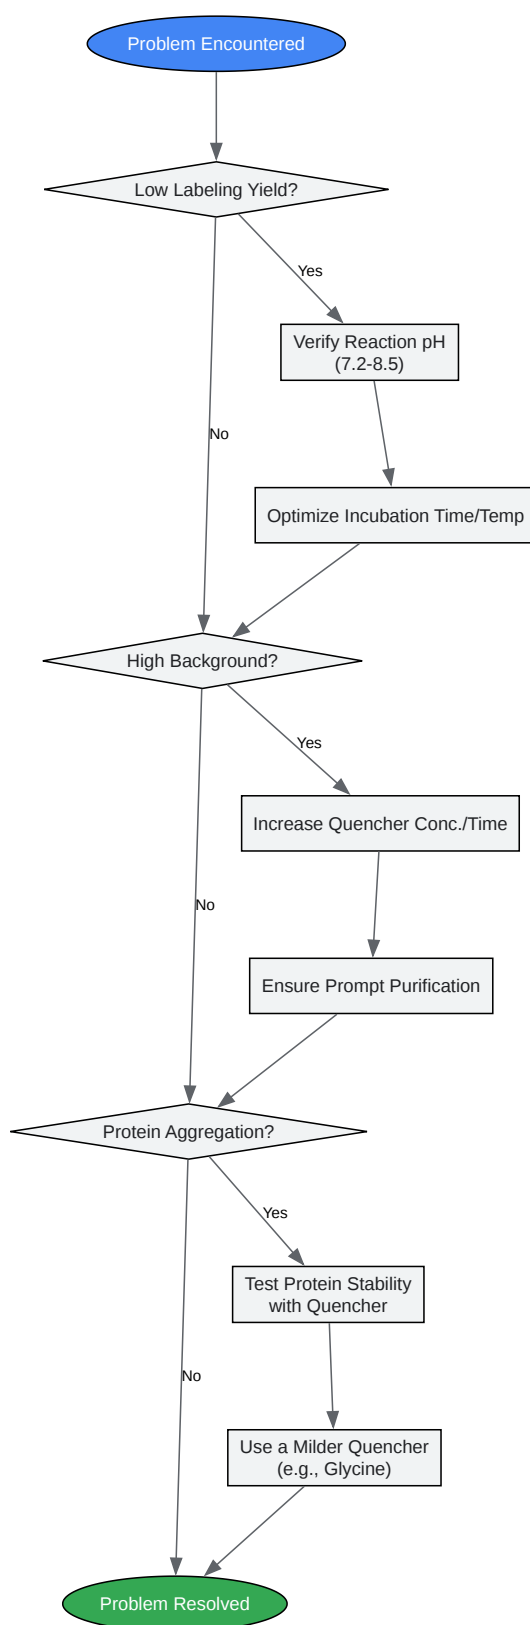 Problem Encountered
Low Labeling Yield?
Yes
Verify Reaction pH
(7.2-8.5)
No
Optimize Incubation Time/Temp
High Background?
Yes
Increase Quencher Conc./Time
No
Ensure Prompt Purification
Protein Aggregation?
Yes
Test Protein Stability
with Quencher
No
Use a Milder Quencher
(e.g., Glycine)
Problem Resolved